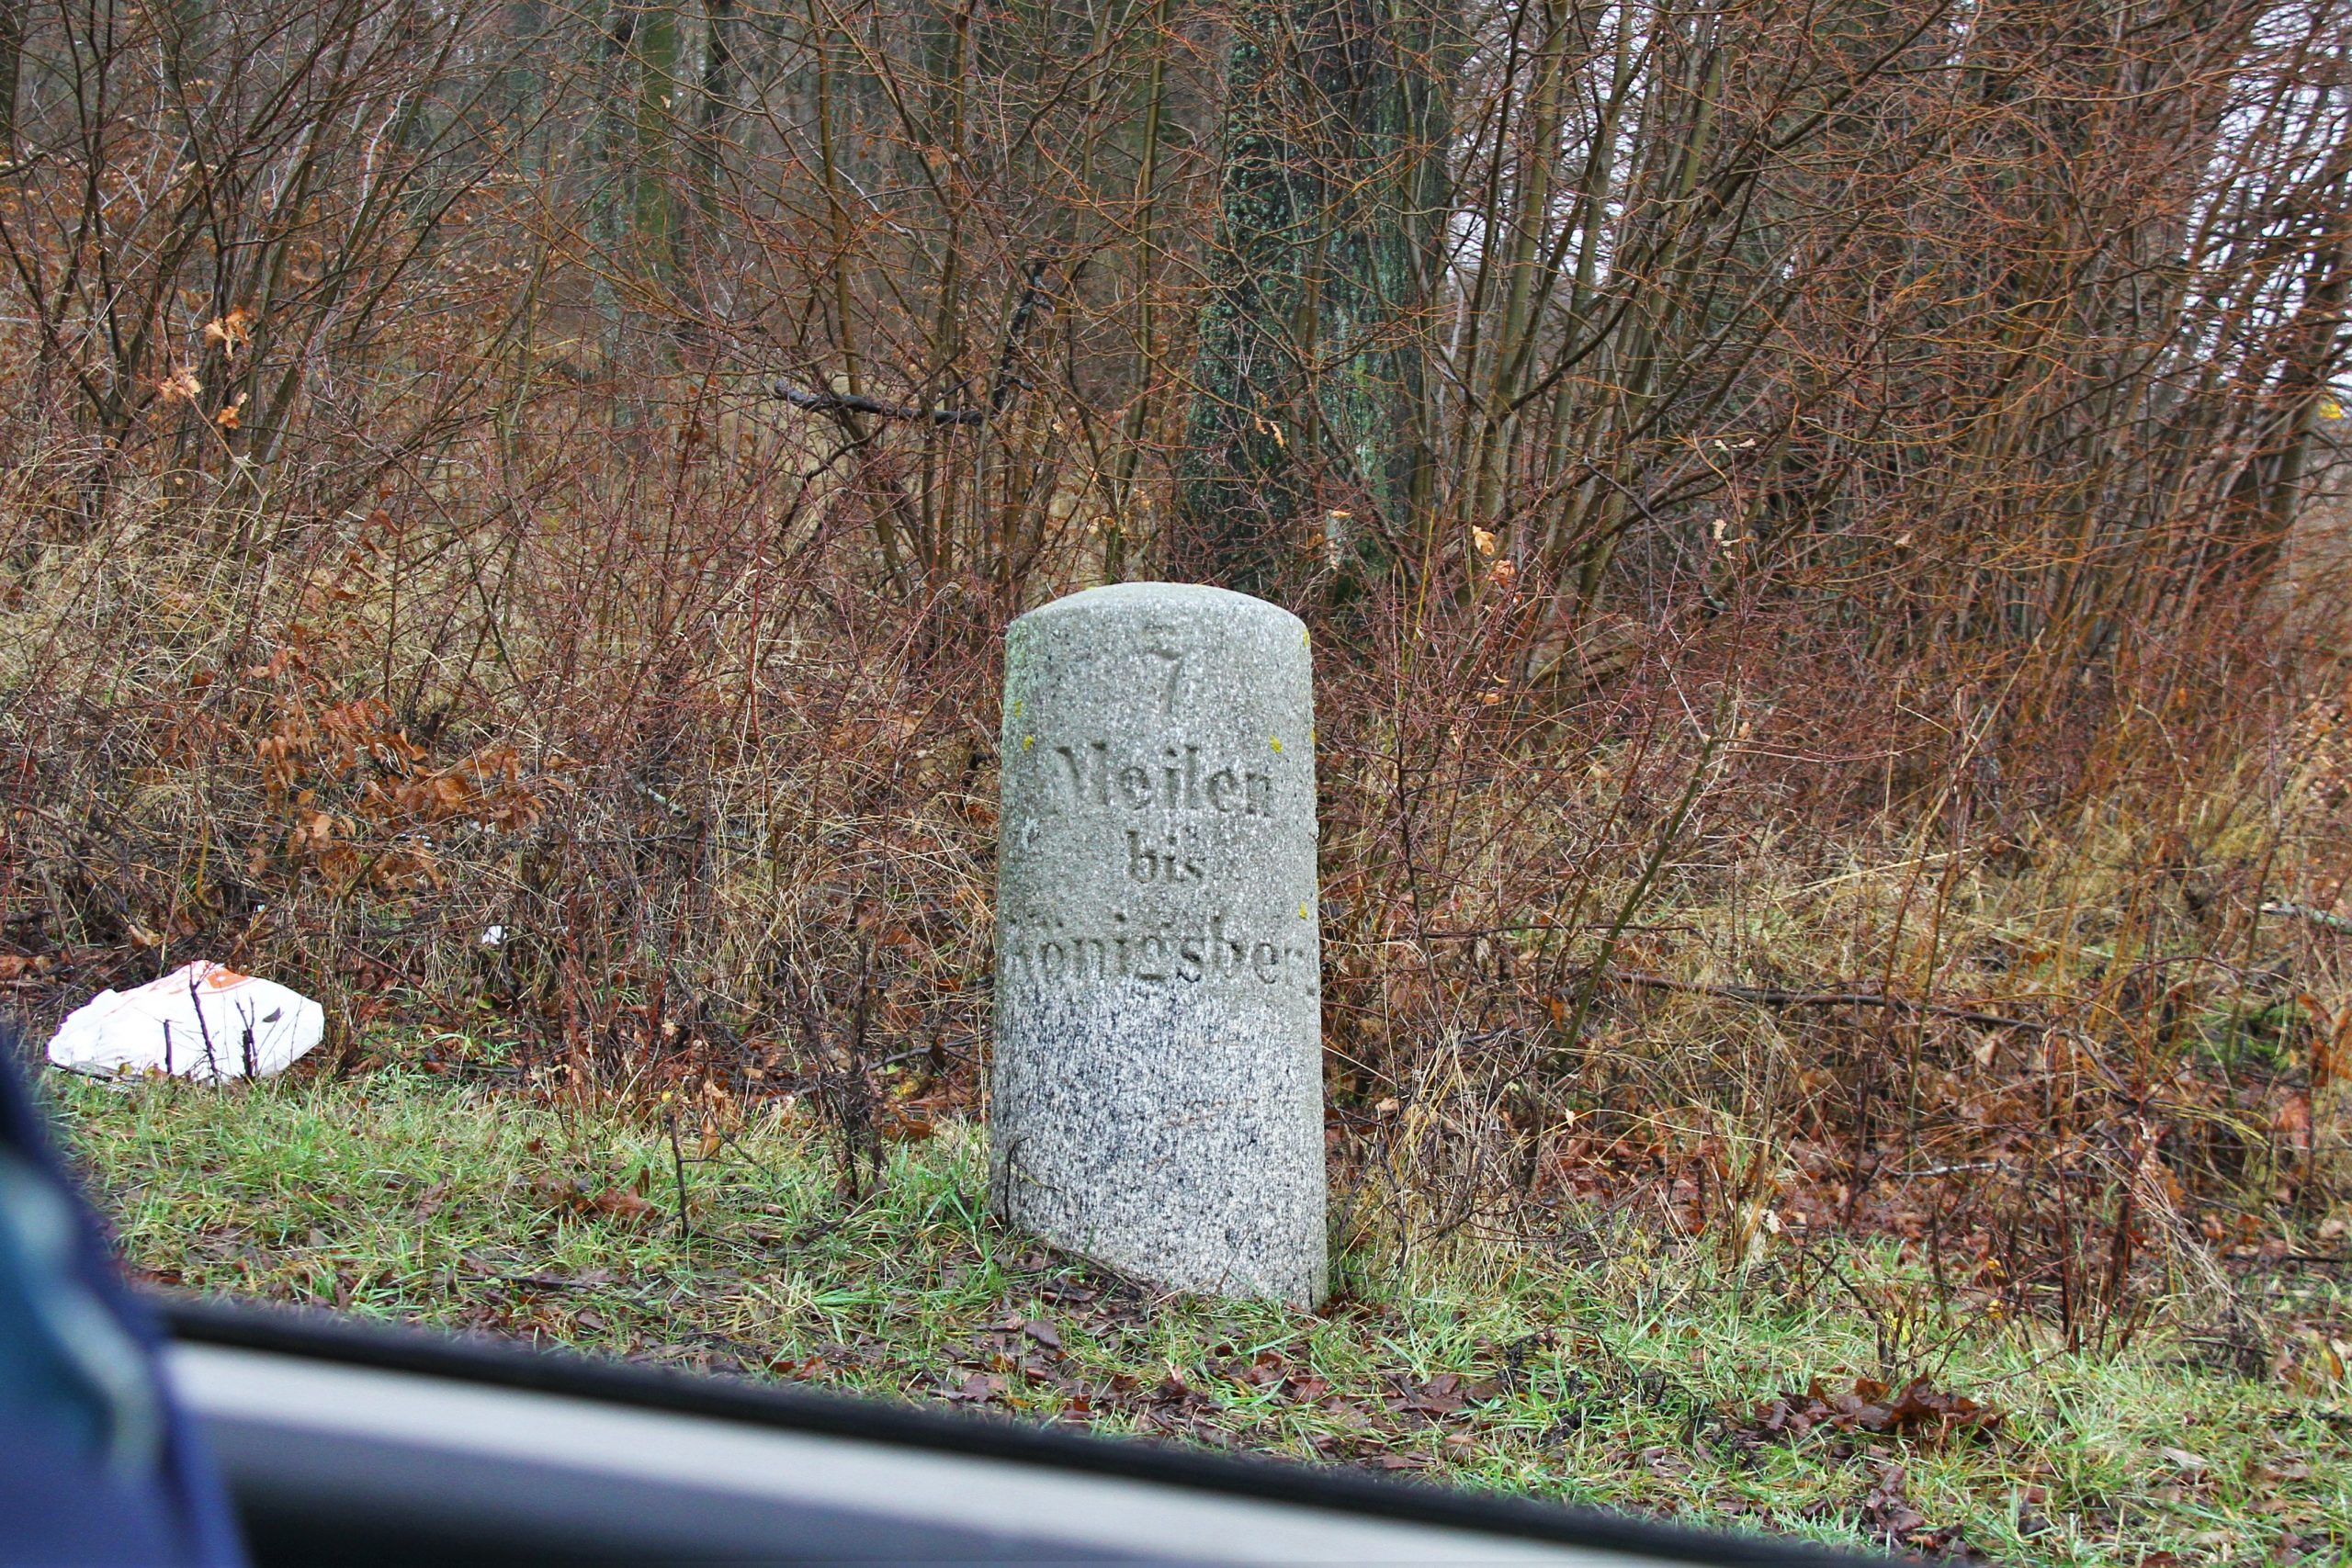 7
Meilen
bis
Königsberg